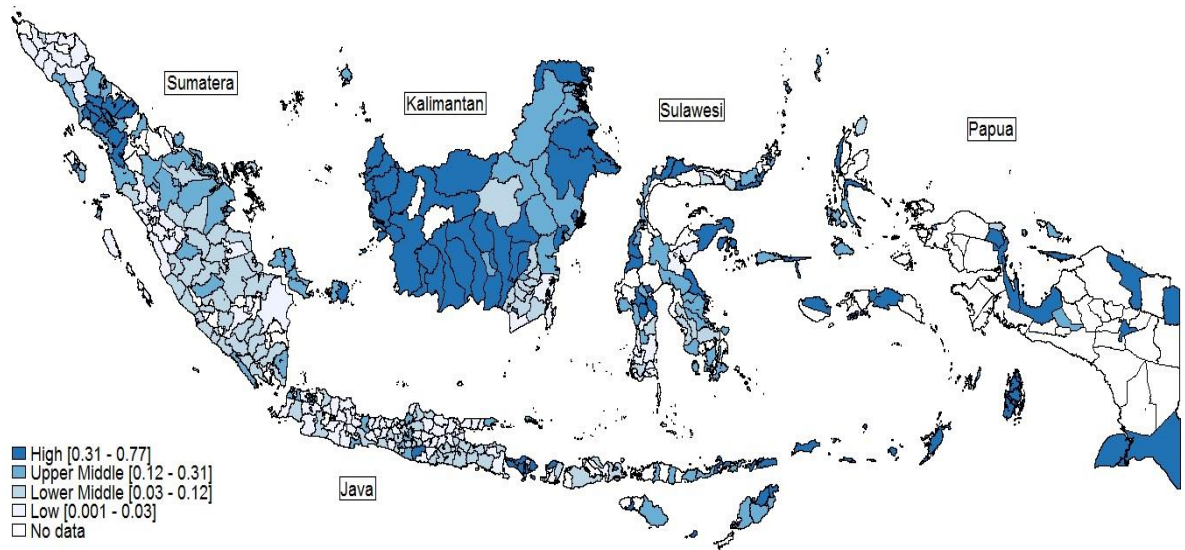 Sumatera
Kalimantan
Sulawesi
Papua
Java
High [0.31 - 0.77]
Upper Middle [0.12 - 0.31]
Lower Middle [0.03 - 0.12]
Low [0.001 - 0.03]
No data